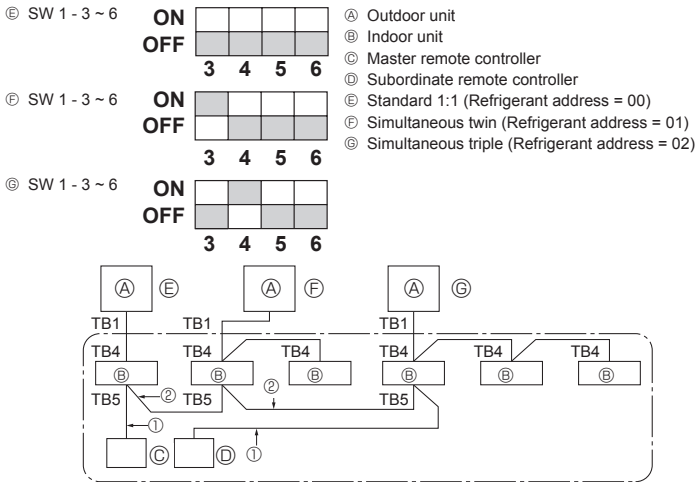 Ⓔ SW 1 - 3 ~ 6
ON
OFF
3 4 5 6
Ⓕ SW 1 - 3 ~ 6
ON
OFF
3 4 5 6
Ⓖ SW 1 - 3 ~ 6
ON
OFF
3 4 5 6
Ⓐ Outdoor unit
Ⓑ Indoor unit
Ⓒ Master remote controller
Ⓓ Subordinate remote controller
Ⓔ Standard 1:1 (Refrigerant address = 00)
Ⓕ Simultaneous twin (Refrigerant address = 01)
Ⓖ Simultaneous triple (Refrigerant address = 02)
Ⓐ Ⓔ Ⓐ Ⓕ Ⓐ Ⓖ
TB1 TB1 TB1
TB4 TB4 TB4 TB4 TB4 TB4
Ⓑ Ⓑ Ⓑ Ⓑ Ⓑ Ⓑ
TB5 ② TB5 ② TB5
①
Ⓒ Ⓓ ①